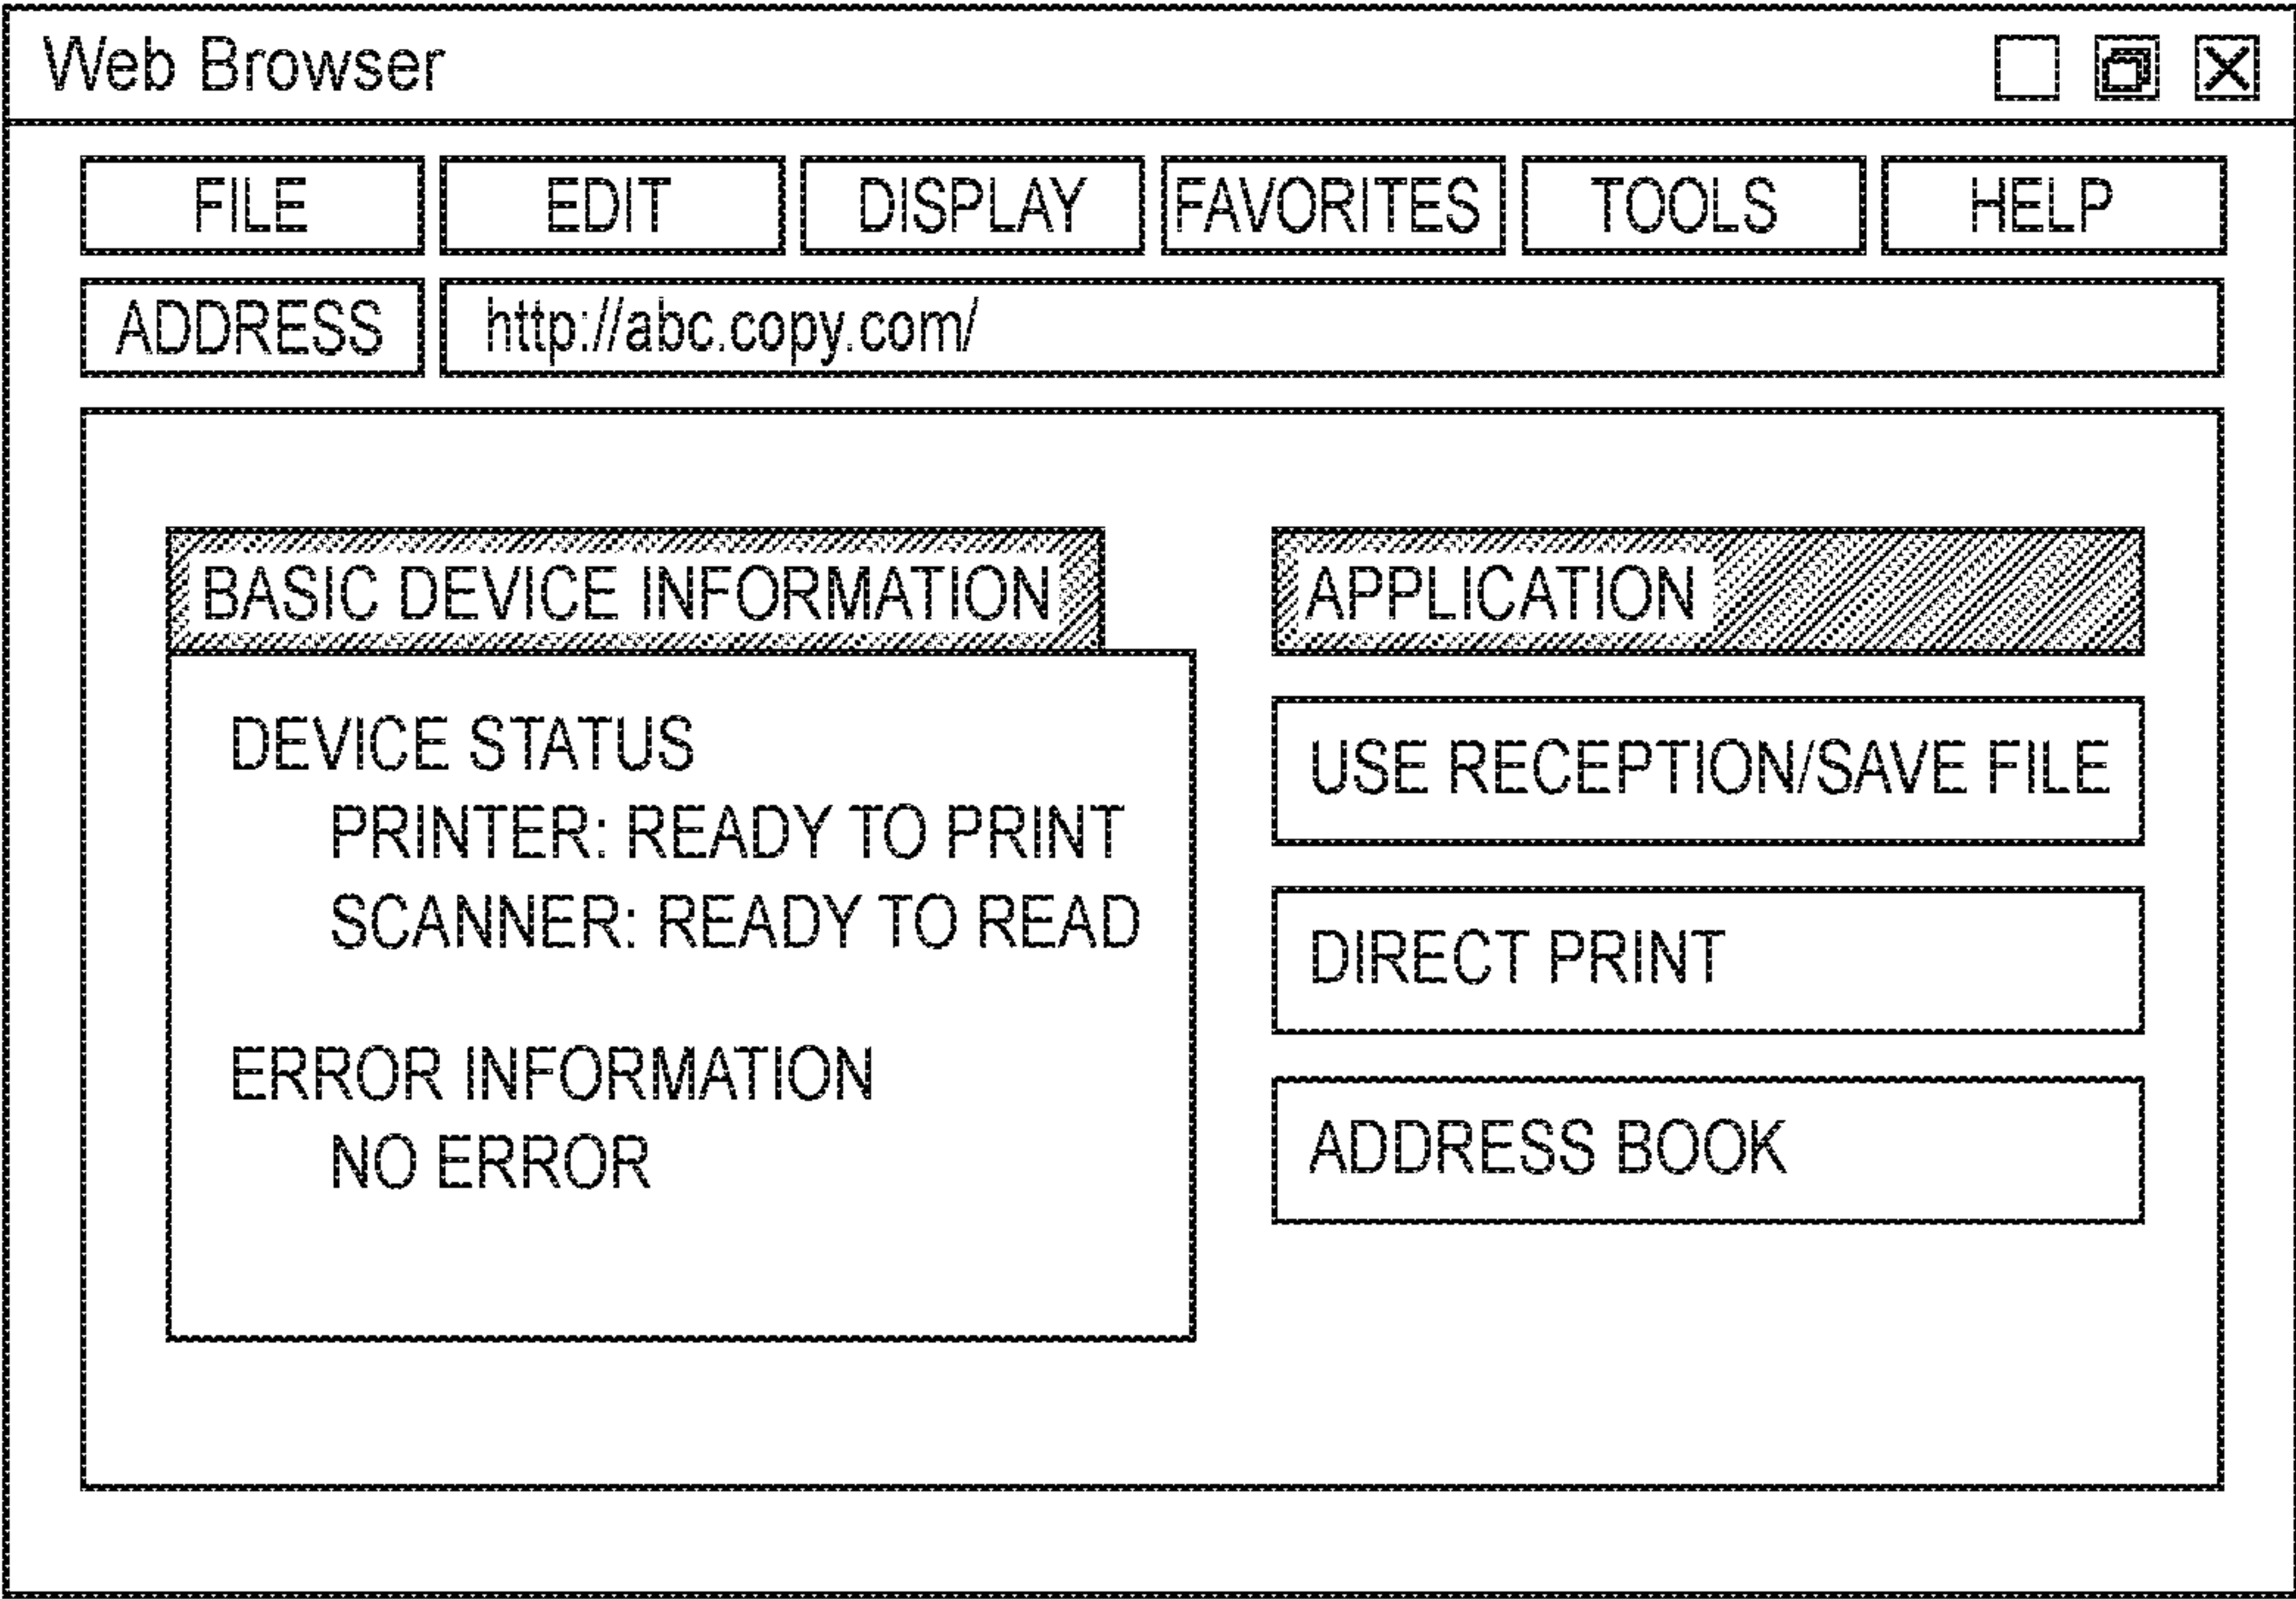 Web Browser
FILE EDIT DISPLAY FAVORITES TOOLS HELP
ADDRESS http://abc.copy.com/
BASIC DEVICE INFORMATION
DEVICE STATUS
PRINTER: READY TO PRINT
SCANNER: READY TO READ
ERROR INFORMATION
NO ERROR
APPLICATION
USE RECEPTION/SAVE FILE
DIRECT PRINT
ADDRESS BOOK